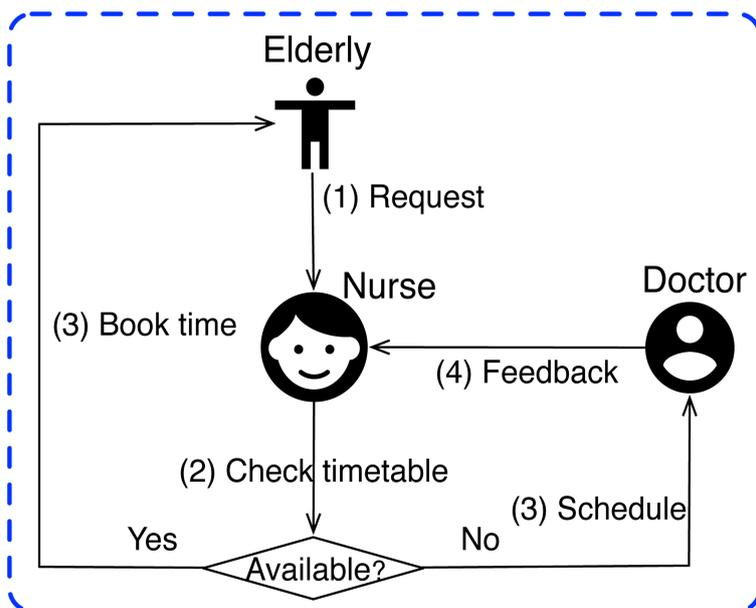 Elderly
(1) Request
Nurse
Doctor
(3) Book time
(4) Feedback
(2) Check timetable
(3) Schedule
Yes
No
Available?